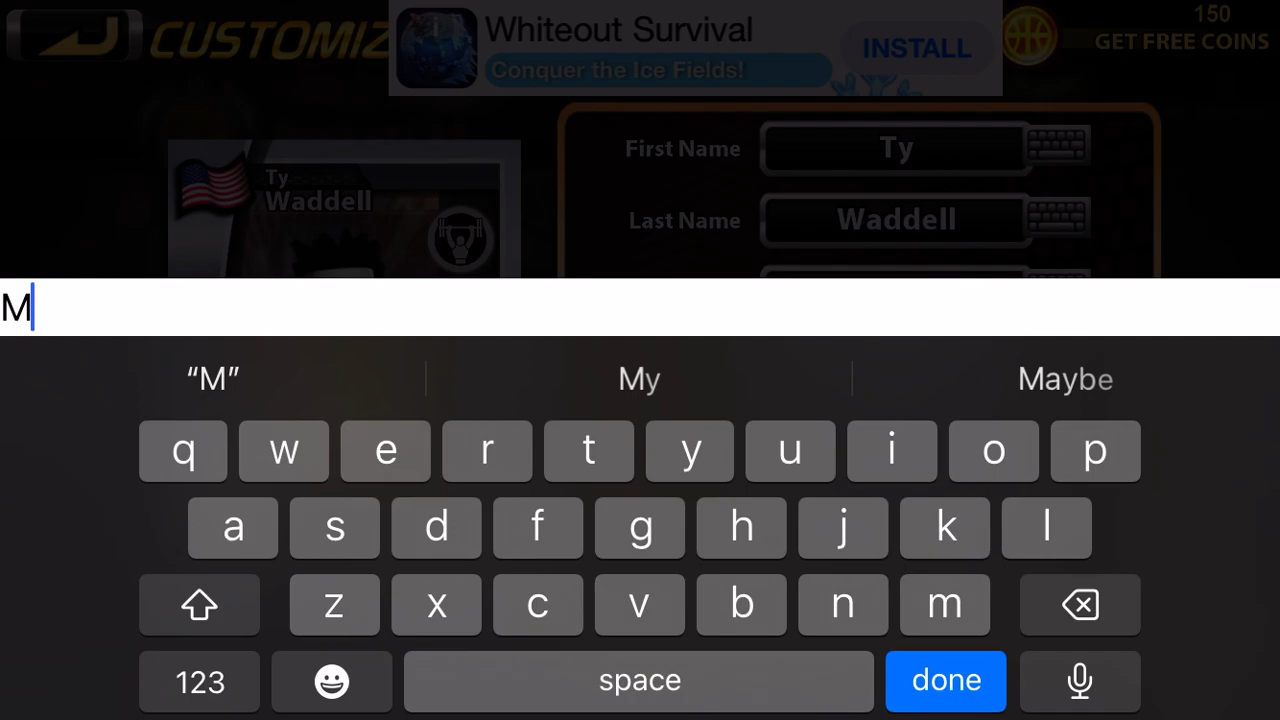 CUSTOMIZ
Whiteout Survival
Conquer the Ice Fields!
INSTALL
150
GET FREE COINS
Ty
Waddell
First Name
Ty
Last Name
Waddell
M
“M”
My
Maybe
q w e r t y u i o p
a s d f g h j k l
z x c v b n m
123
space
done